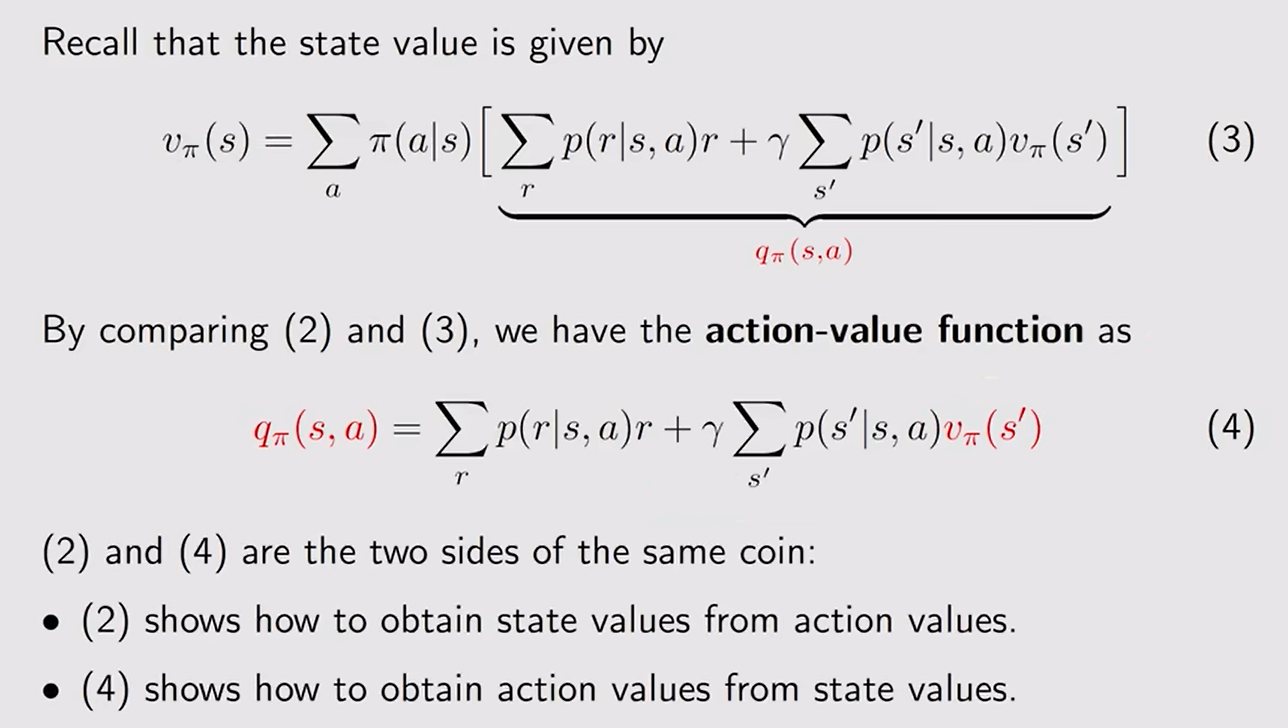 Recall that the state value is given by
$v_\pi(s) = \sum_a \pi(a|s) \Big[ \underbrace{\sum_r p(r|s,a)r + \gamma \sum_{s'} p(s'|s,a) v_\pi(s')}_{q_\pi(s,a)} \Big]$ (3)
By comparing (2) and (3), we have the action-value function as
$q_\pi(s,a) = \sum_r p(r|s,a)r + \gamma \sum_{s'} p(s'|s,a) v_\pi(s')$ (4)
(2) and (4) are the two sides of the same coin:
• (2) shows how to obtain state values from action values.
• (4) shows how to obtain action values from state values.